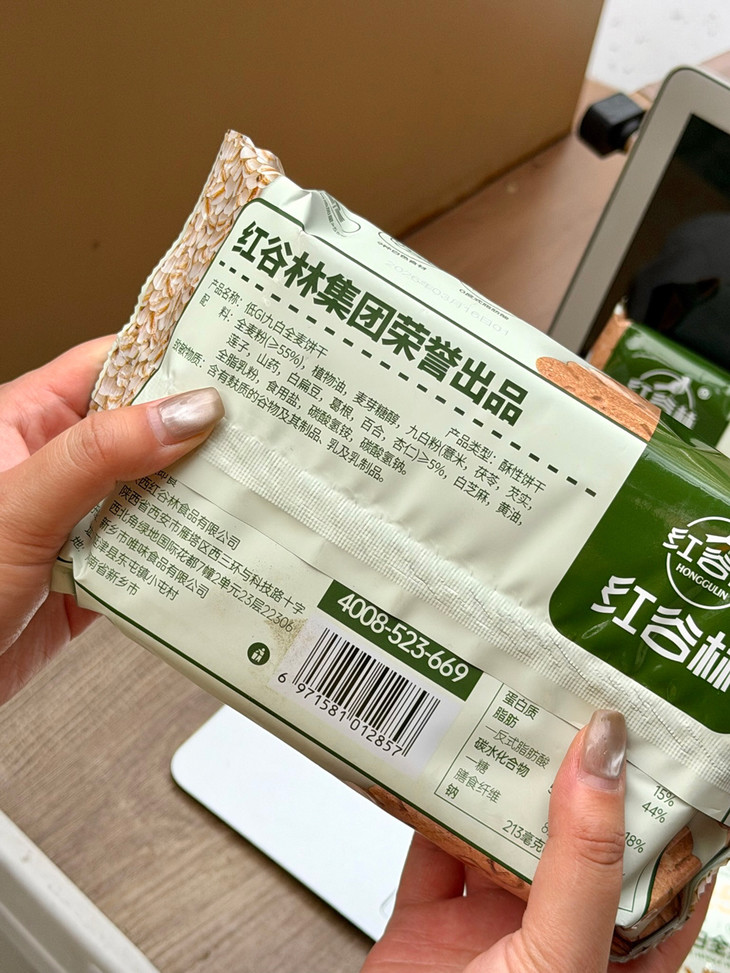 红谷林集团荣誉出品
产品名称：低GI九白全麦饼干
产品类型：酥性饼干
配 料：全麦粉(≥55%)，植物油，麦芽糖醇，九白粉(薏米，茯苓，芡实，
莲子，山药，白扁豆，葛根，百合，杏仁)≥5%，白芝麻，黄油，
全脂乳粉，食用盐，碳酸氢铵，碳酸氢钠。
致敏物质：含有麸质的谷物及其制品、乳及乳制品。
西红谷林食品有限公司
陕西省西安市雁塔区西三环与科技路十字
西北角绿地国际花都7幢2单元23层22306
新乡市唯味食品有限公司
津县东屯镇小屯村
南省新乡市
4008-523-669
6 971581 012857
蛋白质
脂肪 15%
—反式脂肪酸 44%
碳水化合物
—糖 18%
膳食纤维
钠 213毫克
红谷
HONGGULIN
红谷林
红谷林